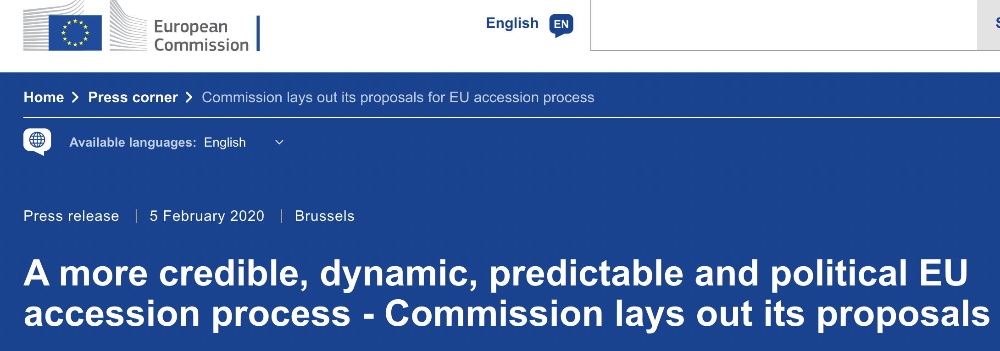 European
Commission
English EN
Home Press corner Commission lays out its proposals for EU accession process
Available languages: English
Press release | 5 February 2020 | Brussels
A more credible, dynamic, predictable and political EU
accession process - Commission lays out its proposals